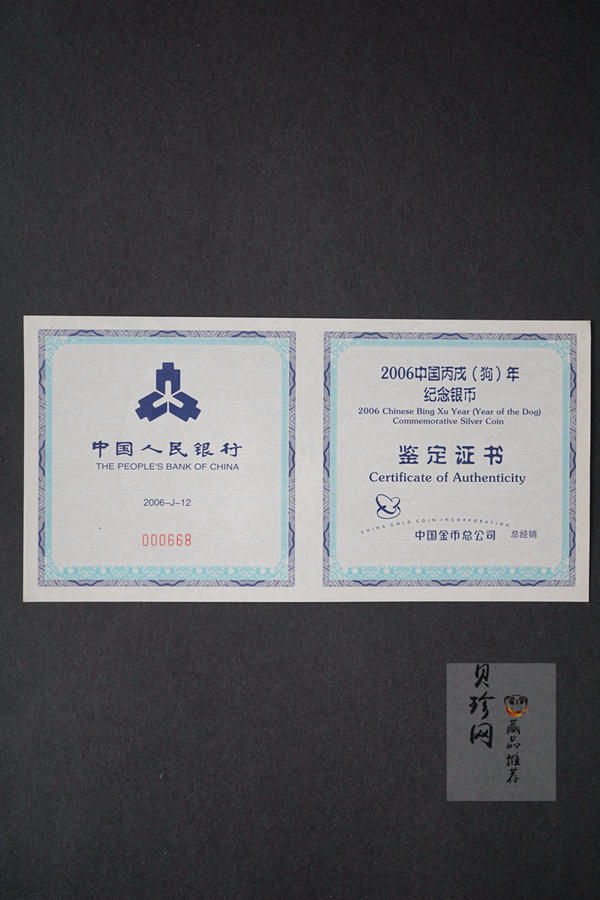 中国人民银行
THE PEOPLE'S BANK OF CHINA
2006-J-12
000668
2006中国丙戌（狗）年
纪念银币
2006 Chinese Bing Xu Year (Year of the Dog)
Commemorative Silver Coin
鉴定证书
Certificate of Authenticity
CHINA GOLD COIN INCORPORATION
中国金币总公司 总经销
贝珍网
藏品推荐